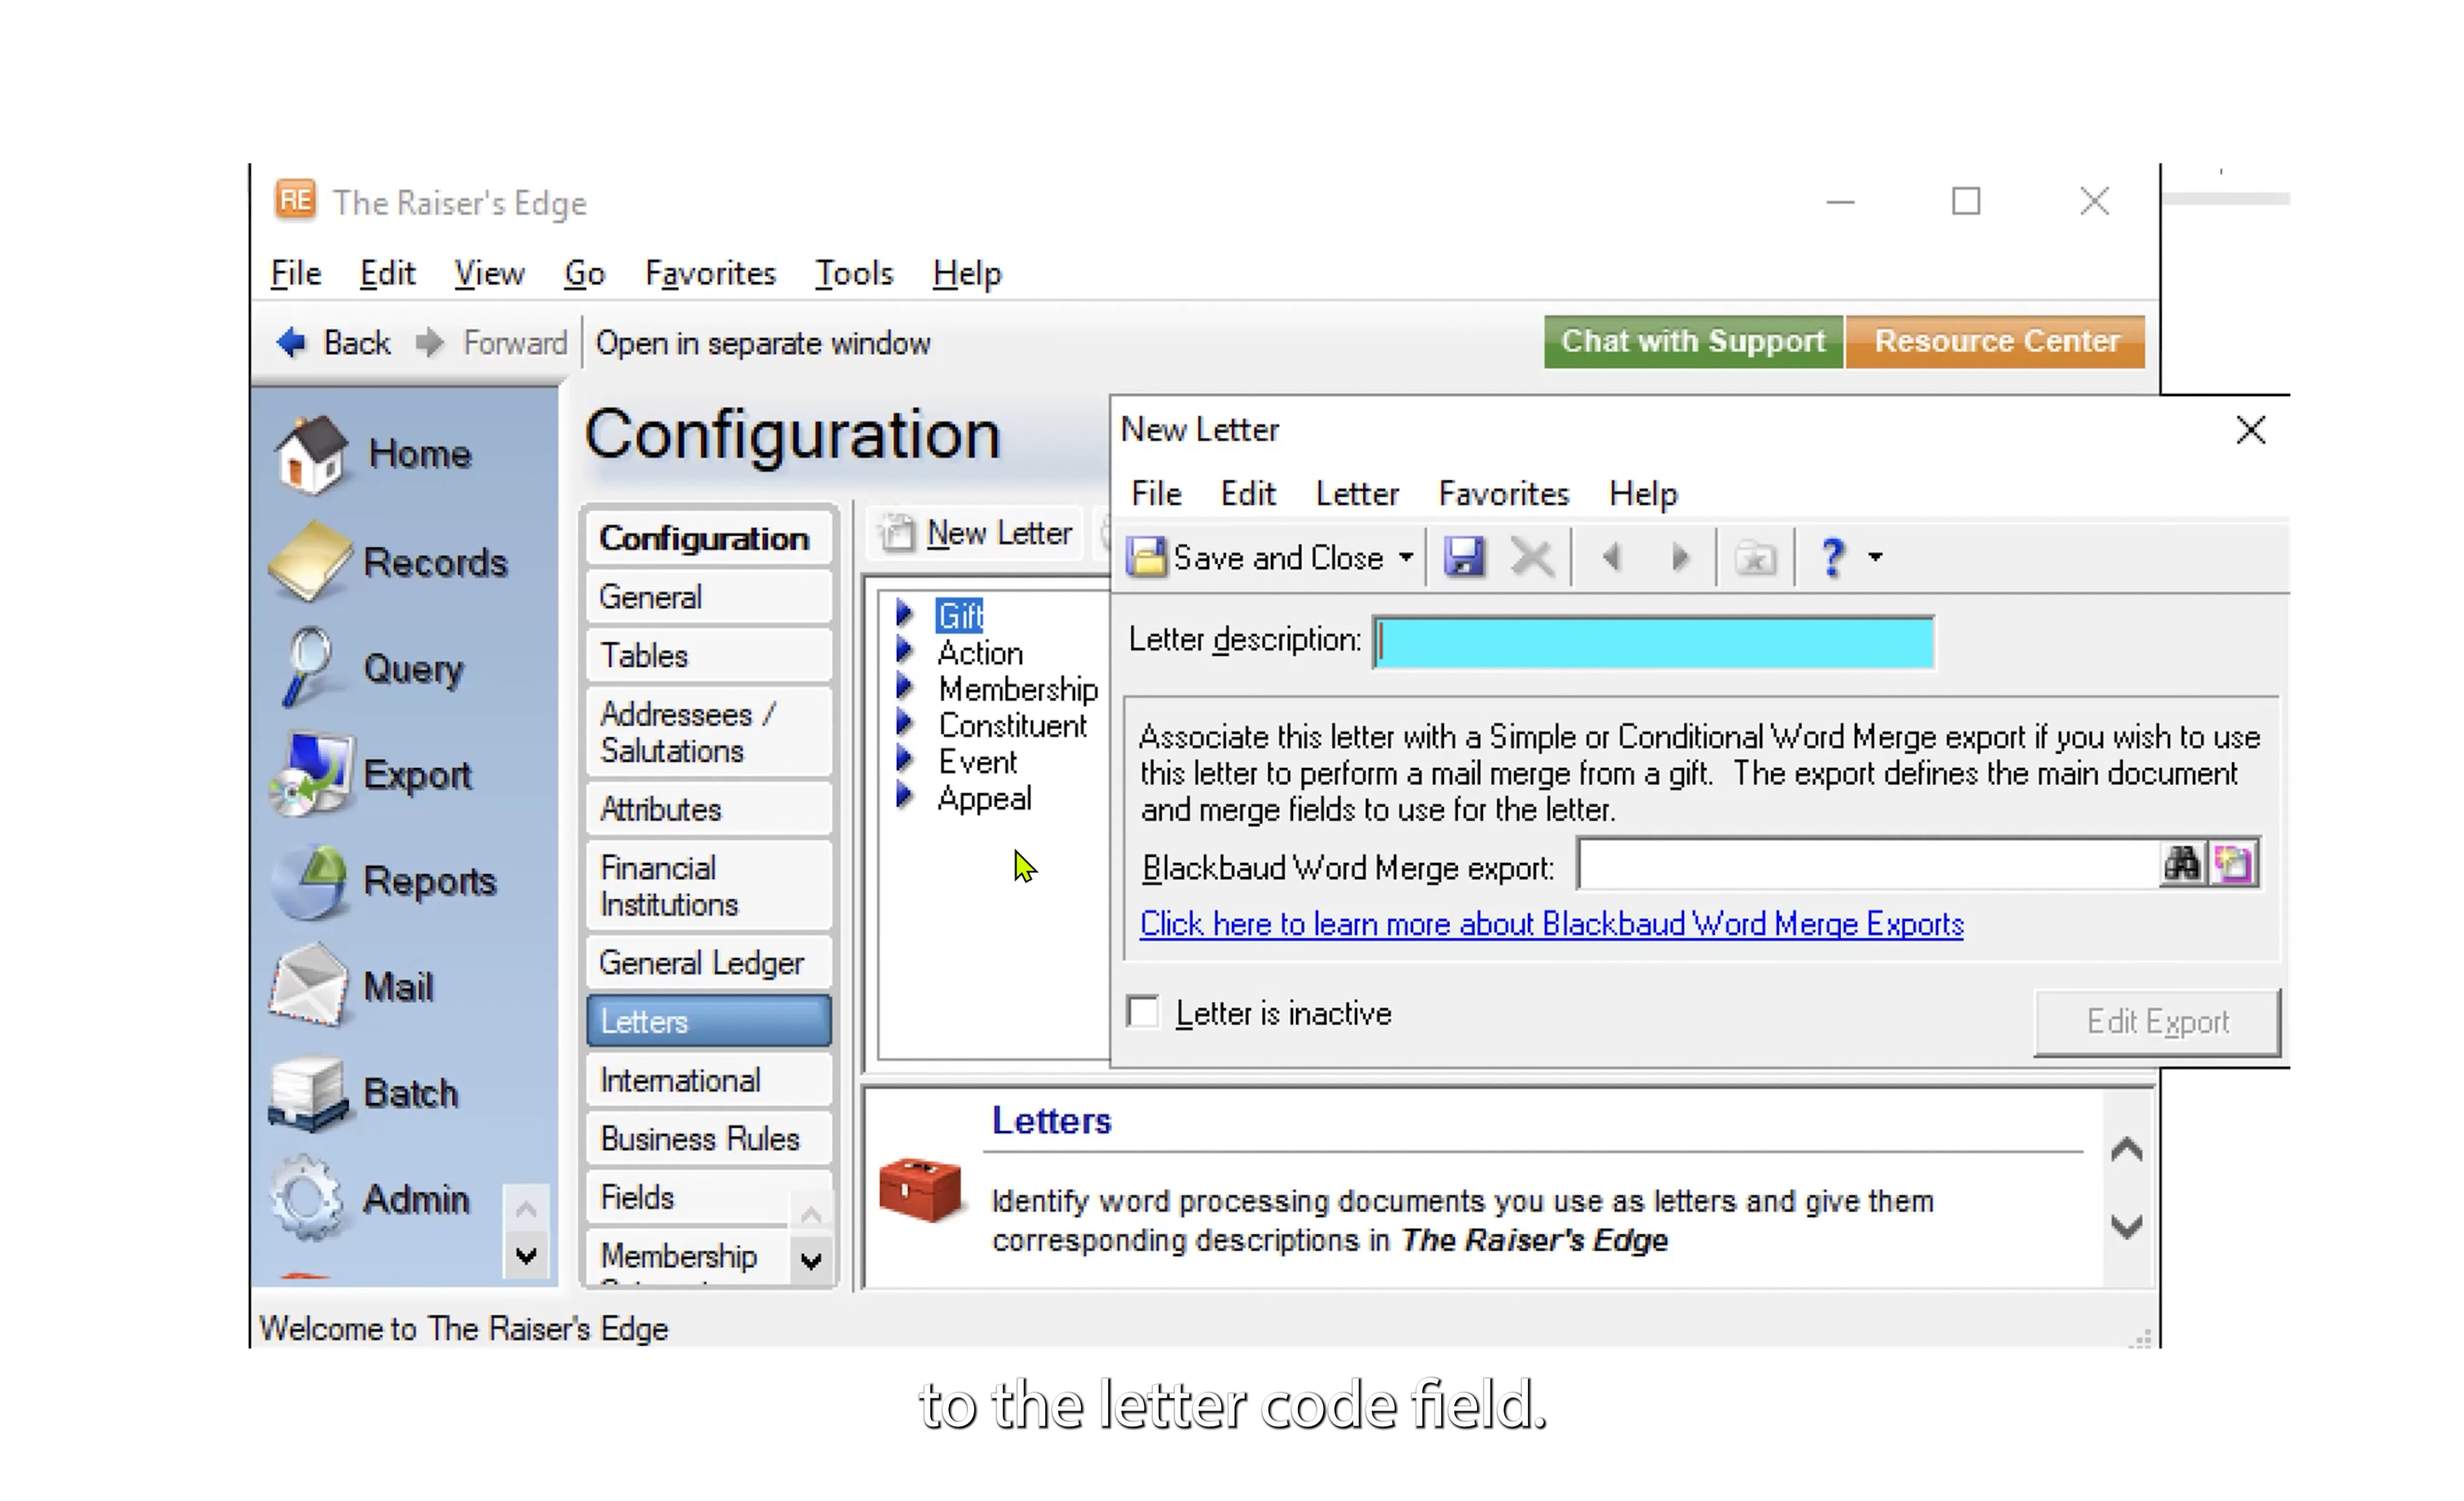 RE The Raiser's Edge
File Edit View Go Favorites Tools Help
Back Forward Open in separate window Chat with Support Resource Center
Home
Records
Query
Export
Reports
Mail
Batch
Admin
Configuration
Configuration
General
Tables
Addressees /
Salutations
Attributes
Financial
Institutions
General Ledger
Letters
International
Business Rules
Fields
Membership
New Letter
Gift
Action
Membership
Constituent
Event
Appeal
New Letter
File Edit Letter Favorites Help
Save and Close
Letter description:
Associate this letter with a Simple or Conditional Word Merge export if you wish to use
this letter to perform a mail merge from a gift. The export defines the main document
and merge fields to use for the letter.
Blackbaud Word Merge export:
Click here to learn more about Blackbaud Word Merge Exports
Letter is inactive
Edit Export
Letters
Identify word processing documents you use as letters and give them
corresponding descriptions in The Raiser's Edge
Welcome to The Raiser's Edge
to the letter code field.